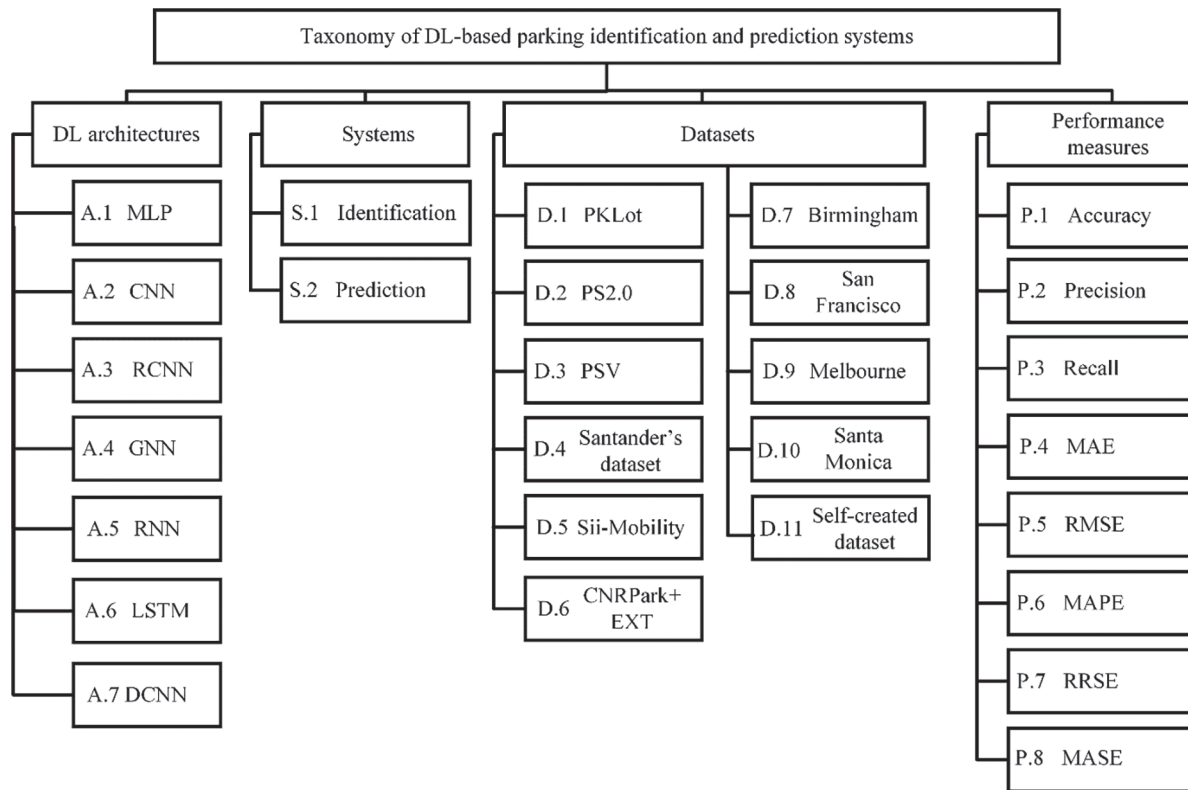 Taxonomy of DL-based parking identification and prediction systems
DL architectures
A.1 MLP
A.2 CNN
A.3 RCNN
A.4 GNN
A.5 RNN
A.6 LSTM
A.7 DCNN
Systems
S.1 Identification
S.2 Prediction
Datasets
D.1 PKLot
D.2 PS2.0
D.3 PSV
D.4 Santander's
dataset
D.5 Sii-Mobility
D.6 CNRPark+
EXT
D.7 Birmingham
D.8 San
Francisco
D.9 Melbourne
D.10 Santa
Monica
D.11 Self-created
dataset
Performance
measures
P.1 Accuracy
P.2 Precision
P.3 Recall
P.4 MAE
P.5 RMSE
P.6 MAPE
P.7 RRSE
P.8 MASE